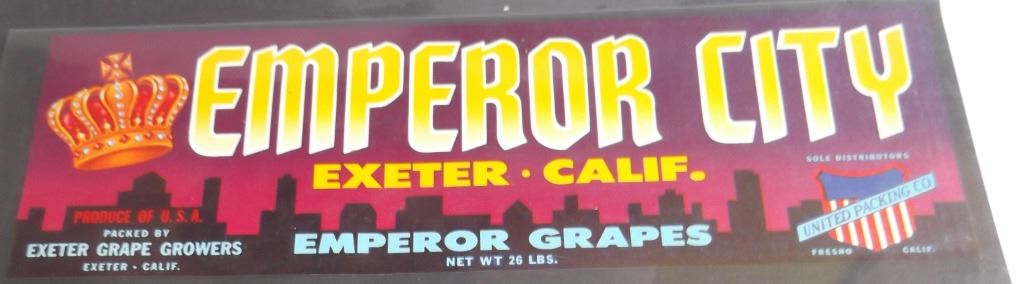 EMPEROR CITY
EXETER · CALIF.
PRODUCE OF U.S.A.
PACKED BY
EXETER GRAPE GROWERS
EXETER · CALIF.
EMPEROR GRAPES
NET WT 26 LBS.
SOLE DISTRIBUTORS
UNITED PACKING CO
FRESNO CALIF.